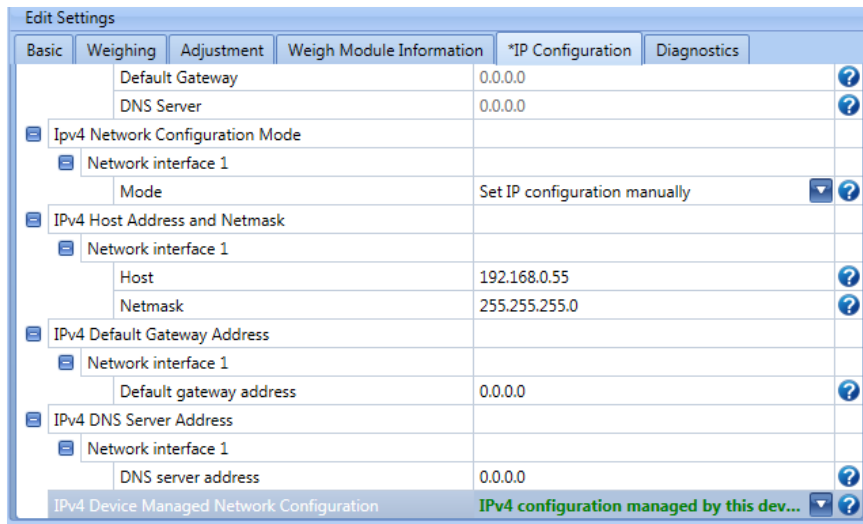 Edit Settings
Basic Weighing Adjustment Weigh Module Information *IP Configuration Diagnostics
Default Gateway 0.0.0.0
DNS Server 0.0.0.0
Ipv4 Network Configuration Mode
Network interface 1
Mode Set IP configuration manually
IPv4 Host Address and Netmask
Network interface 1
Host 192.168.0.55
Netmask 255.255.255.0
IPv4 Default Gateway Address
Network interface 1
Default gateway address 0.0.0.0
IPv4 DNS Server Address
Network interface 1
DNS server address 0.0.0.0
IPv4 Device Managed Network Configuration IPv4 configuration managed by this dev...